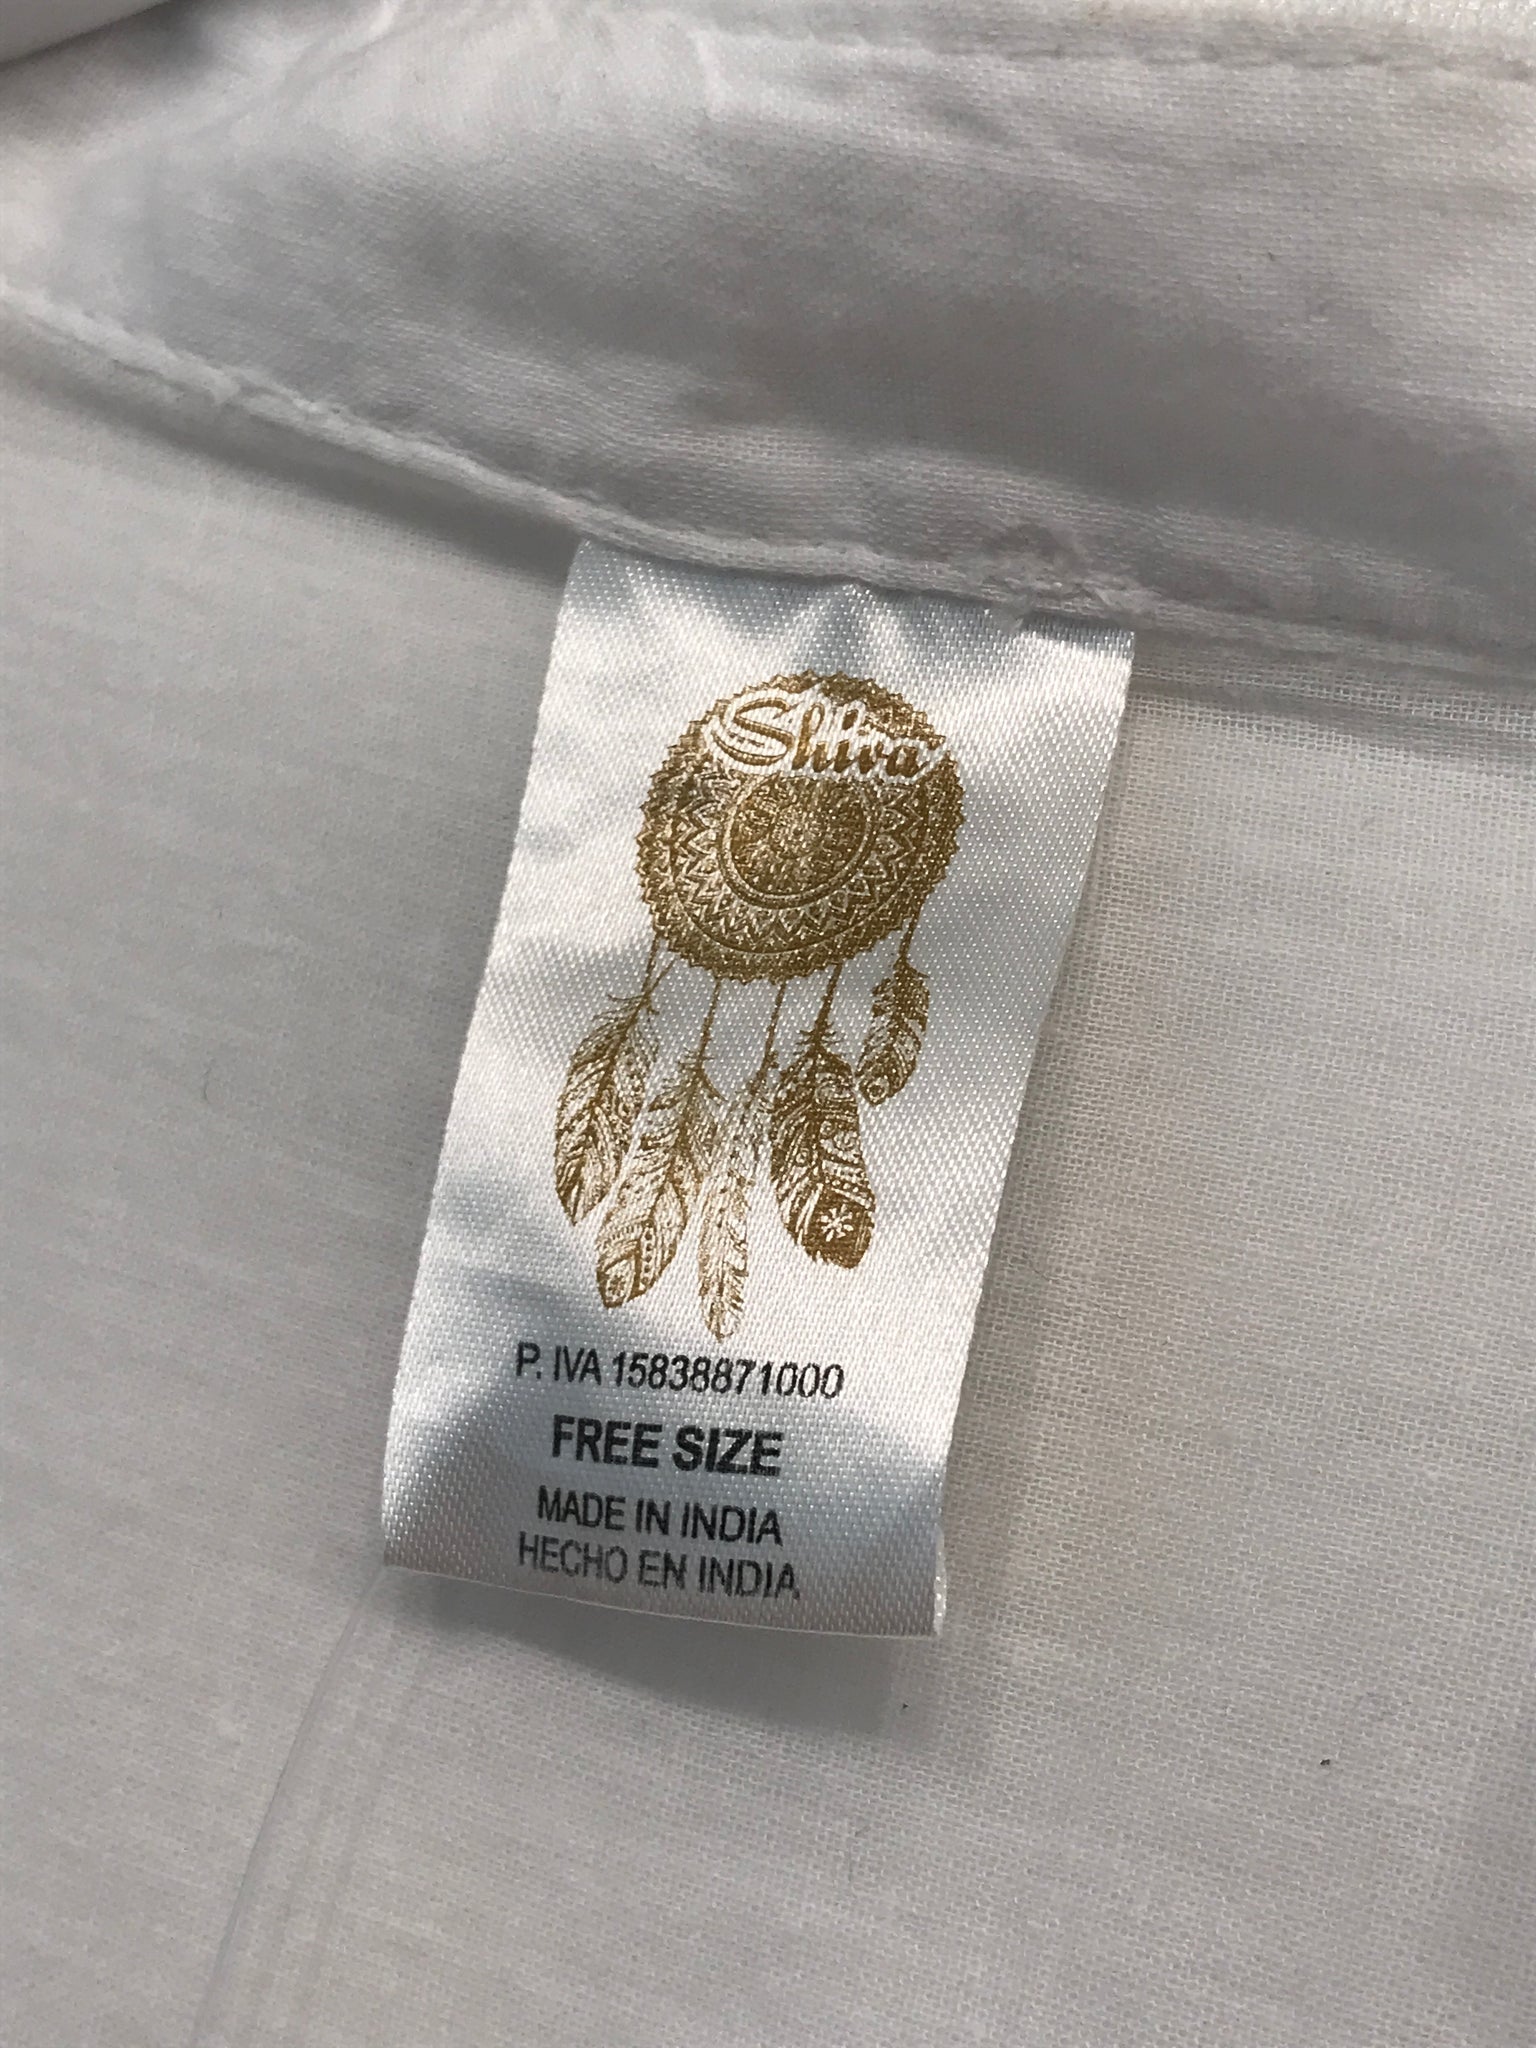 Shiva
P. IVA 15838871000
FREE SIZE
MADE IN INDIA
HECHO EN INDIA